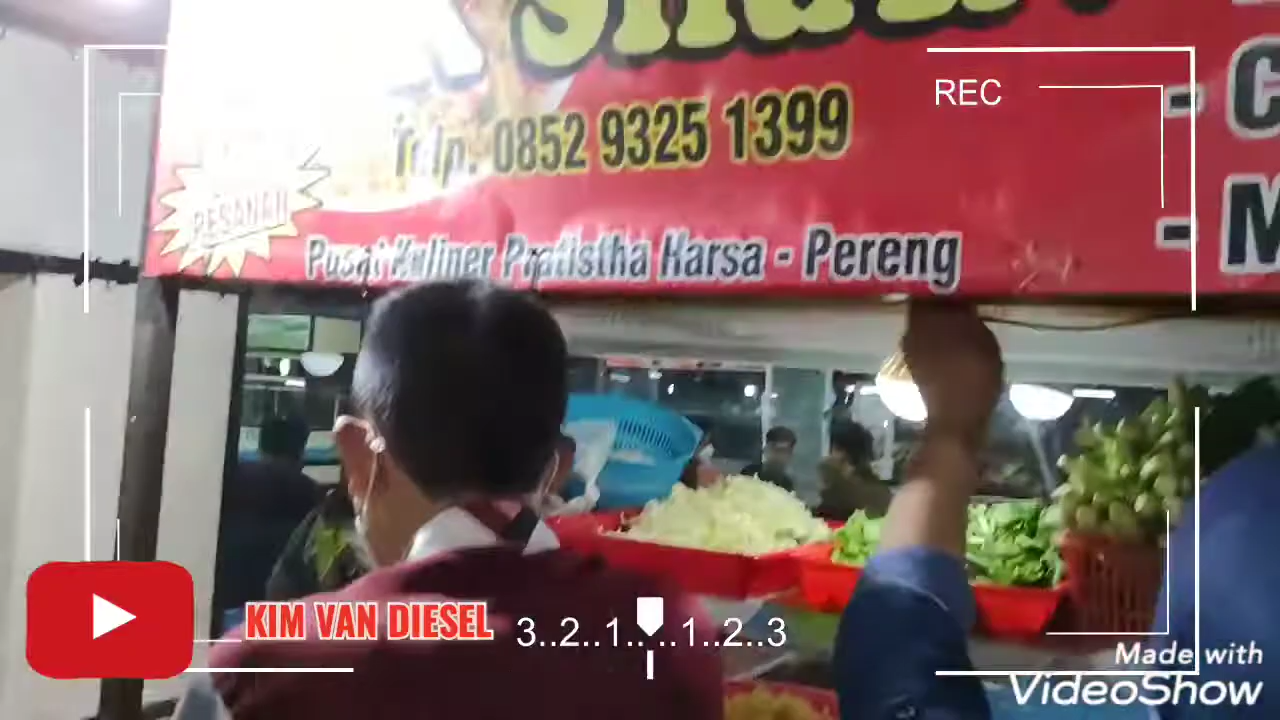 Telp. 0852 9325 1399
PESANAN
Pusat Kuliner Pratistha Harsa - Pereng
- C
- M
REC
KIM VAN DIESEL
3..2..1.. ..1..2..3
Made with
VideoShow